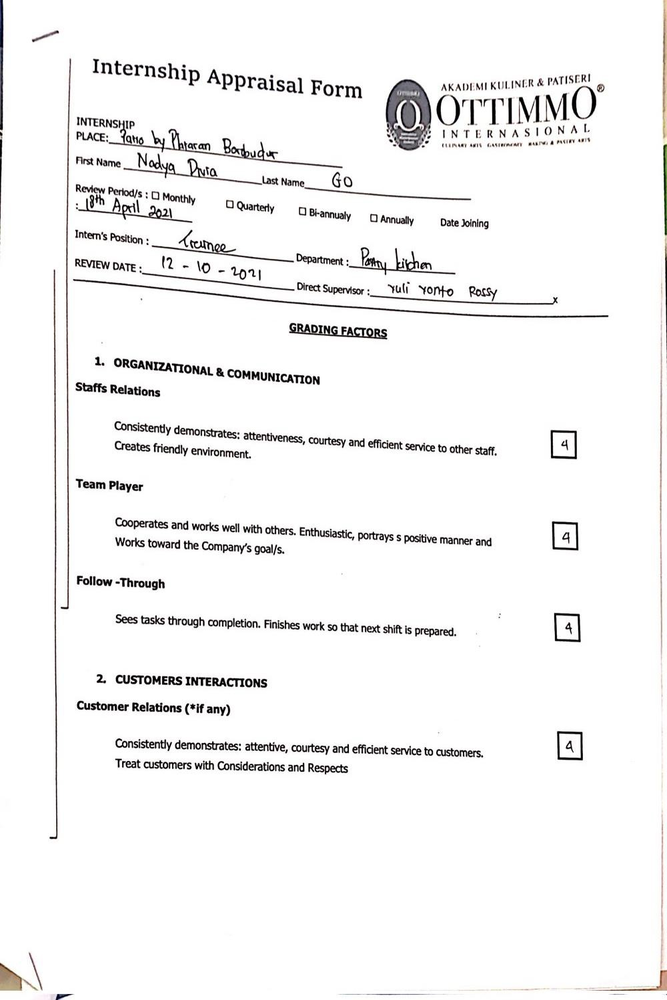 Internship Appraisal Form
AKADEMI KULINER & PATISERI
OTTIMMO®
INTERNASIONAL
CULINARY ARTS GASTRONOMY BAKING & PASTRY ARTS
INTERNSHIP
PLACE: Patio by Plataran Borobudur
First Name Nadya Last Name GO
Review Period/s : ☐ Monthly ☐ Quarterly ☐ Bi-annualy ☐ Annually Date Joining
: 18th April 2021
Intern's Position : Trainee Department : Pastry kitchen
REVIEW DATE : 12 - 10 - 2021 Direct Supervisor : Yuli Yonto Rossy x
GRADING FACTORS
1. ORGANIZATIONAL & COMMUNICATION
Staffs Relations
Consistently demonstrates: attentiveness, courtesy and efficient service to other staff. 4
Creates friendly environment.
Team Player
Cooperates and works well with others. Enthusiastic, portrays s positive manner and 4
Works toward the Company's goal/s.
Follow -Through
Sees tasks through completion. Finishes work so that next shift is prepared. 4
2. CUSTOMERS INTERACTIONS
Customer Relations (*if any)
Consistently demonstrates: attentive, courtesy and efficient service to customers. 4
Treat customers with Considerations and Respects